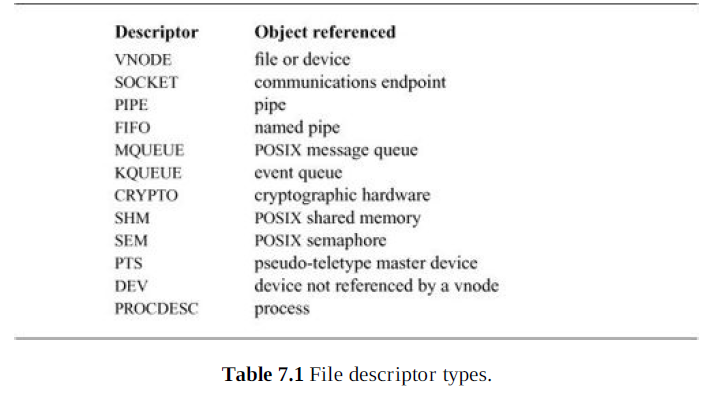 Descriptor Object referenced
VNODE file or device
SOCKET communications endpoint
PIPE pipe
FIFO named pipe
MQUEUE POSIX message queue
KQUEUE event queue
CRYPTO cryptographic hardware
SHM POSIX shared memory
SEM POSIX semaphore
PTS pseudo-teletype master device
DEV device not referenced by a vnode
PROCDESC process
Table 7.1 File descriptor types.